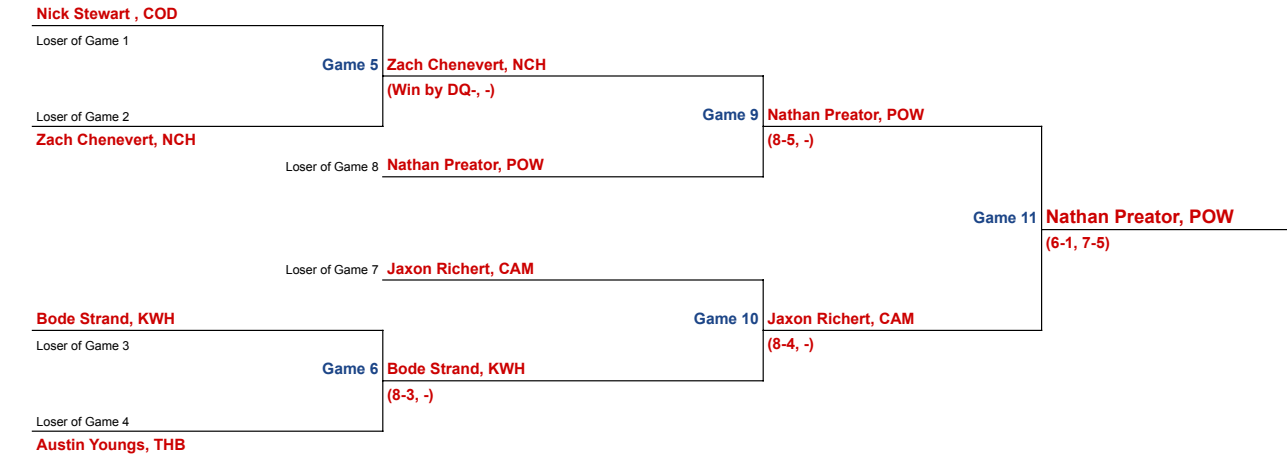 Nick Stewart , COD
Loser of Game 1
Game 5 Zach Chenevert, NCH
(Win by DQ-, -)
Loser of Game 2
Game 9 Nathan Preator, POW
Zach Chenevert, NCH
(8-5, -)
Loser of Game 8 Nathan Preator, POW
Game 11 Nathan Preator, POW
(6-1, 7-5)
Loser of Game 7 Jaxon Richert, CAM
Bode Strand, KWH
Game 10 Jaxon Richert, CAM
Loser of Game 3
(8-4, -)
Game 6 Bode Strand, KWH
(8-3, -)
Loser of Game 4
Austin Youngs, THB